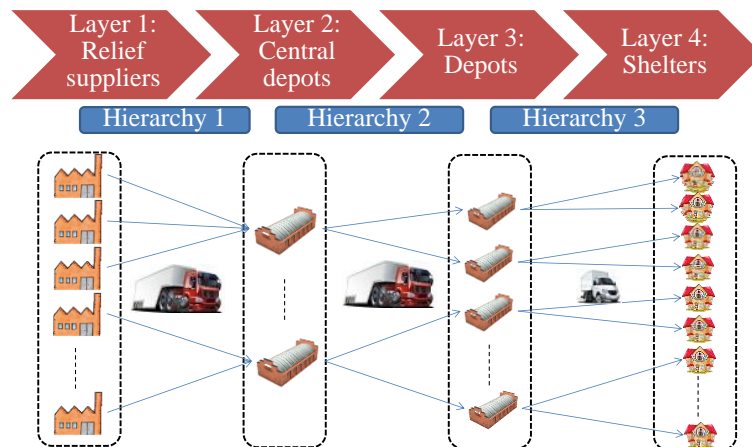 Layer 1:
Relief
suppliers
Layer 2:
Central
depots
Layer 3:
Depots
Layer 4:
Shelters
Hierarchy 1
Hierarchy 2
Hierarchy 3